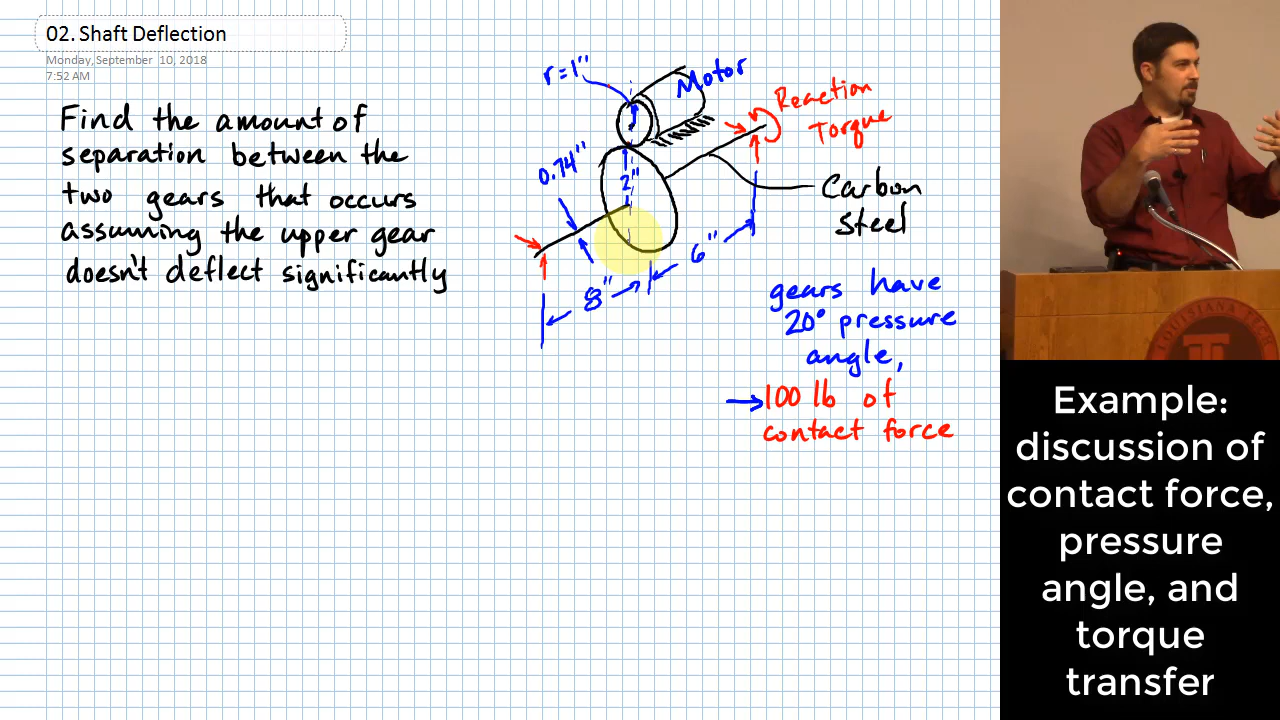 02. Shaft Deflection
Monday, September 10, 2018
7:52 AM
Find the amount of
separation between the
two gears that occurs
assuming the upper gear
doesn't deflect significantly
r=1"
Motor
Reaction
Torque
0.74"
2"
Carbon
Steel
8"
6"
gears have
20° pressure
angle,
→100 lb of
contact force
LOUISIANA TECH
Example:
discussion of
contact force,
pressure
angle, and
torque
transfer